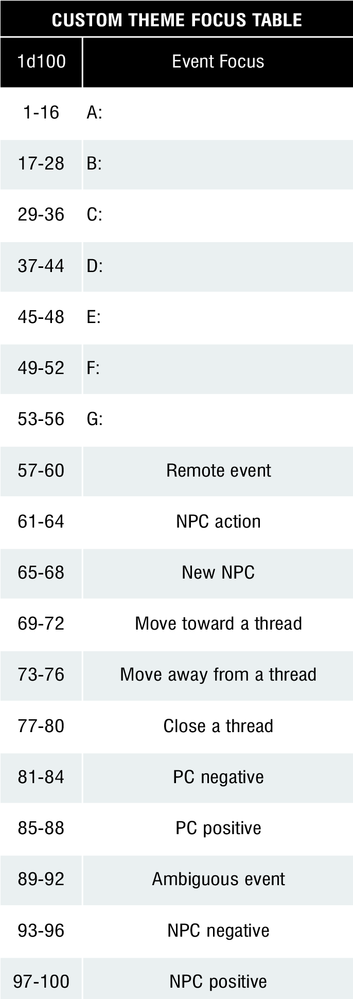 CUSTOM THEME FOCUS TABLE
1d100 Event Focus
1-16 A:
17-28 B:
29-36 C:
37-44 D:
45-48 E:
49-52 F:
53-56 G:
57-60 Remote event
61-64 NPC action
65-68 New NPC
69-72 Move toward a thread
73-76 Move away from a thread
77-80 Close a thread
81-84 PC negative
85-88 PC positive
89-92 Ambiguous event
93-96 NPC negative
97-100 NPC positive